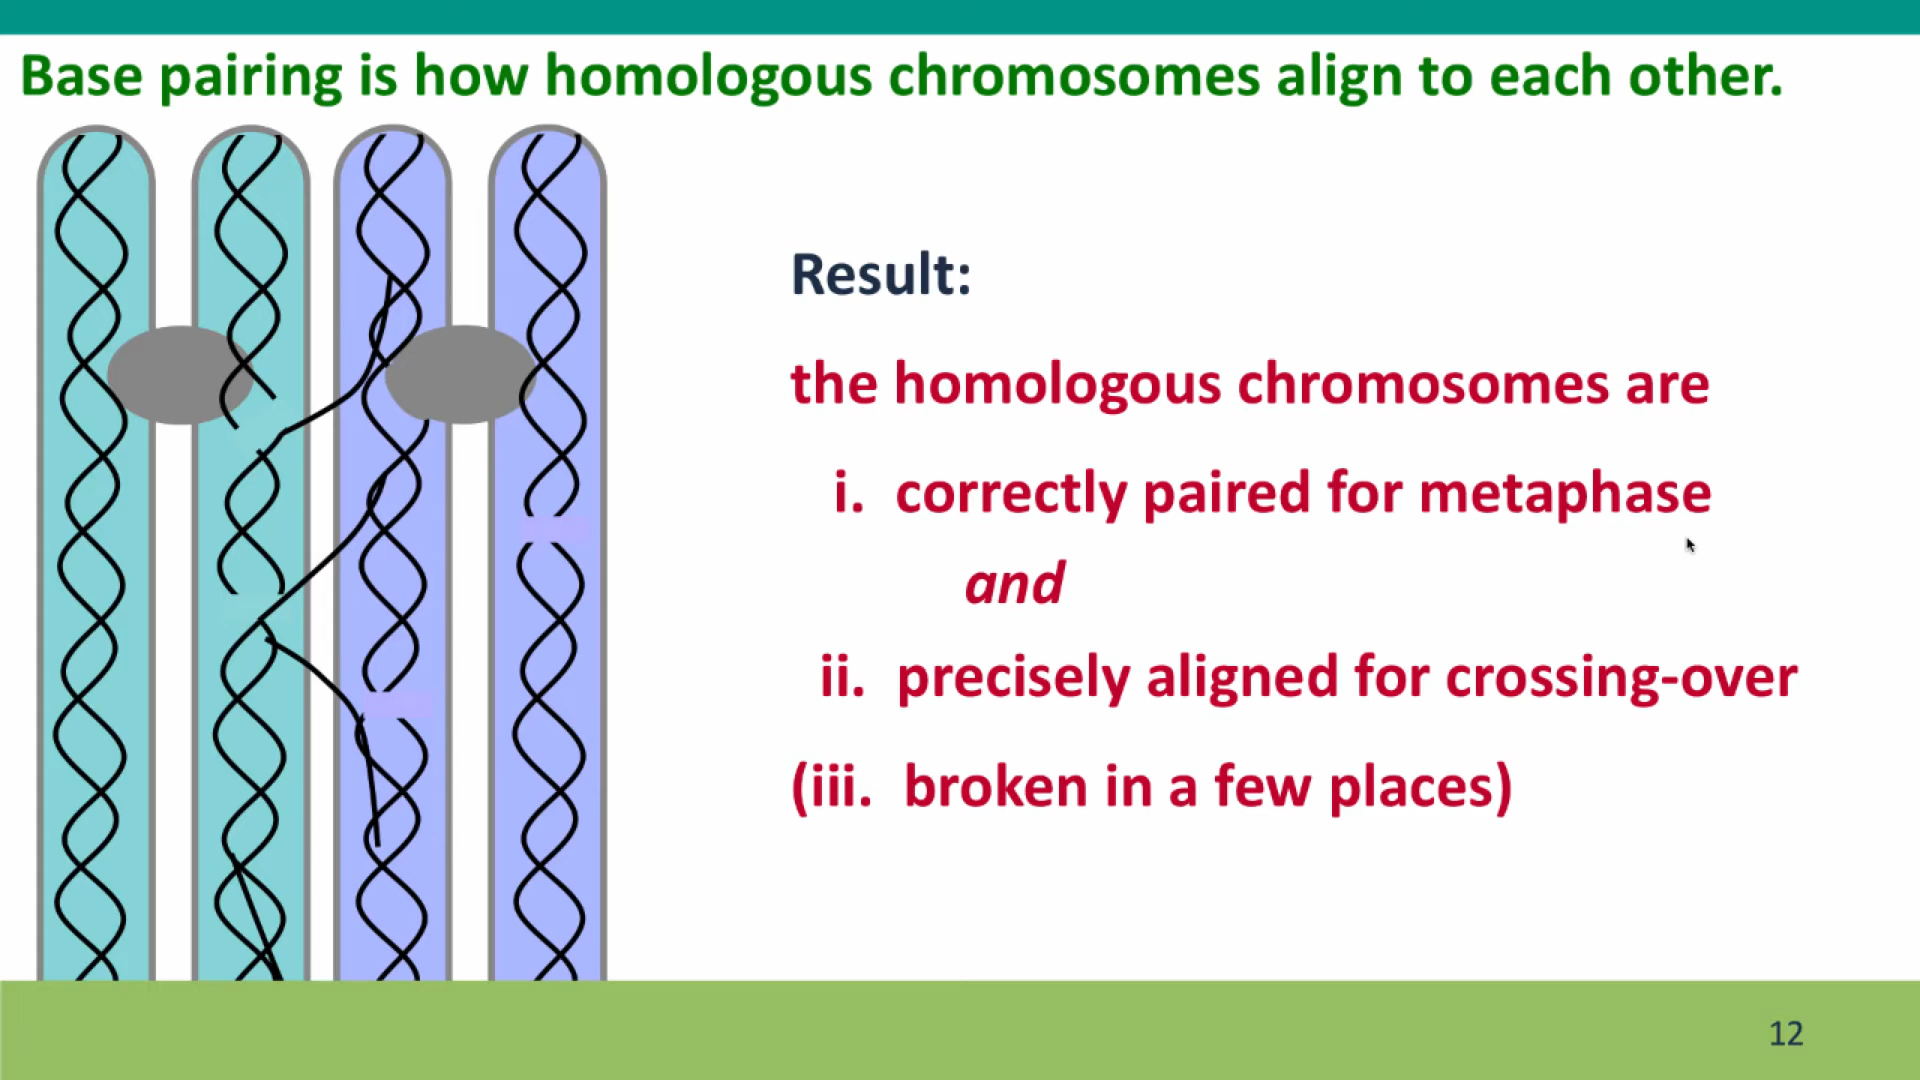 Base pairing is how homologous chromosomes align to each other.
Result:
the homologous chromosomes are
i. correctly paired for metaphase
and
ii. precisely aligned for crossing-over
(iii. broken in a few places)
12